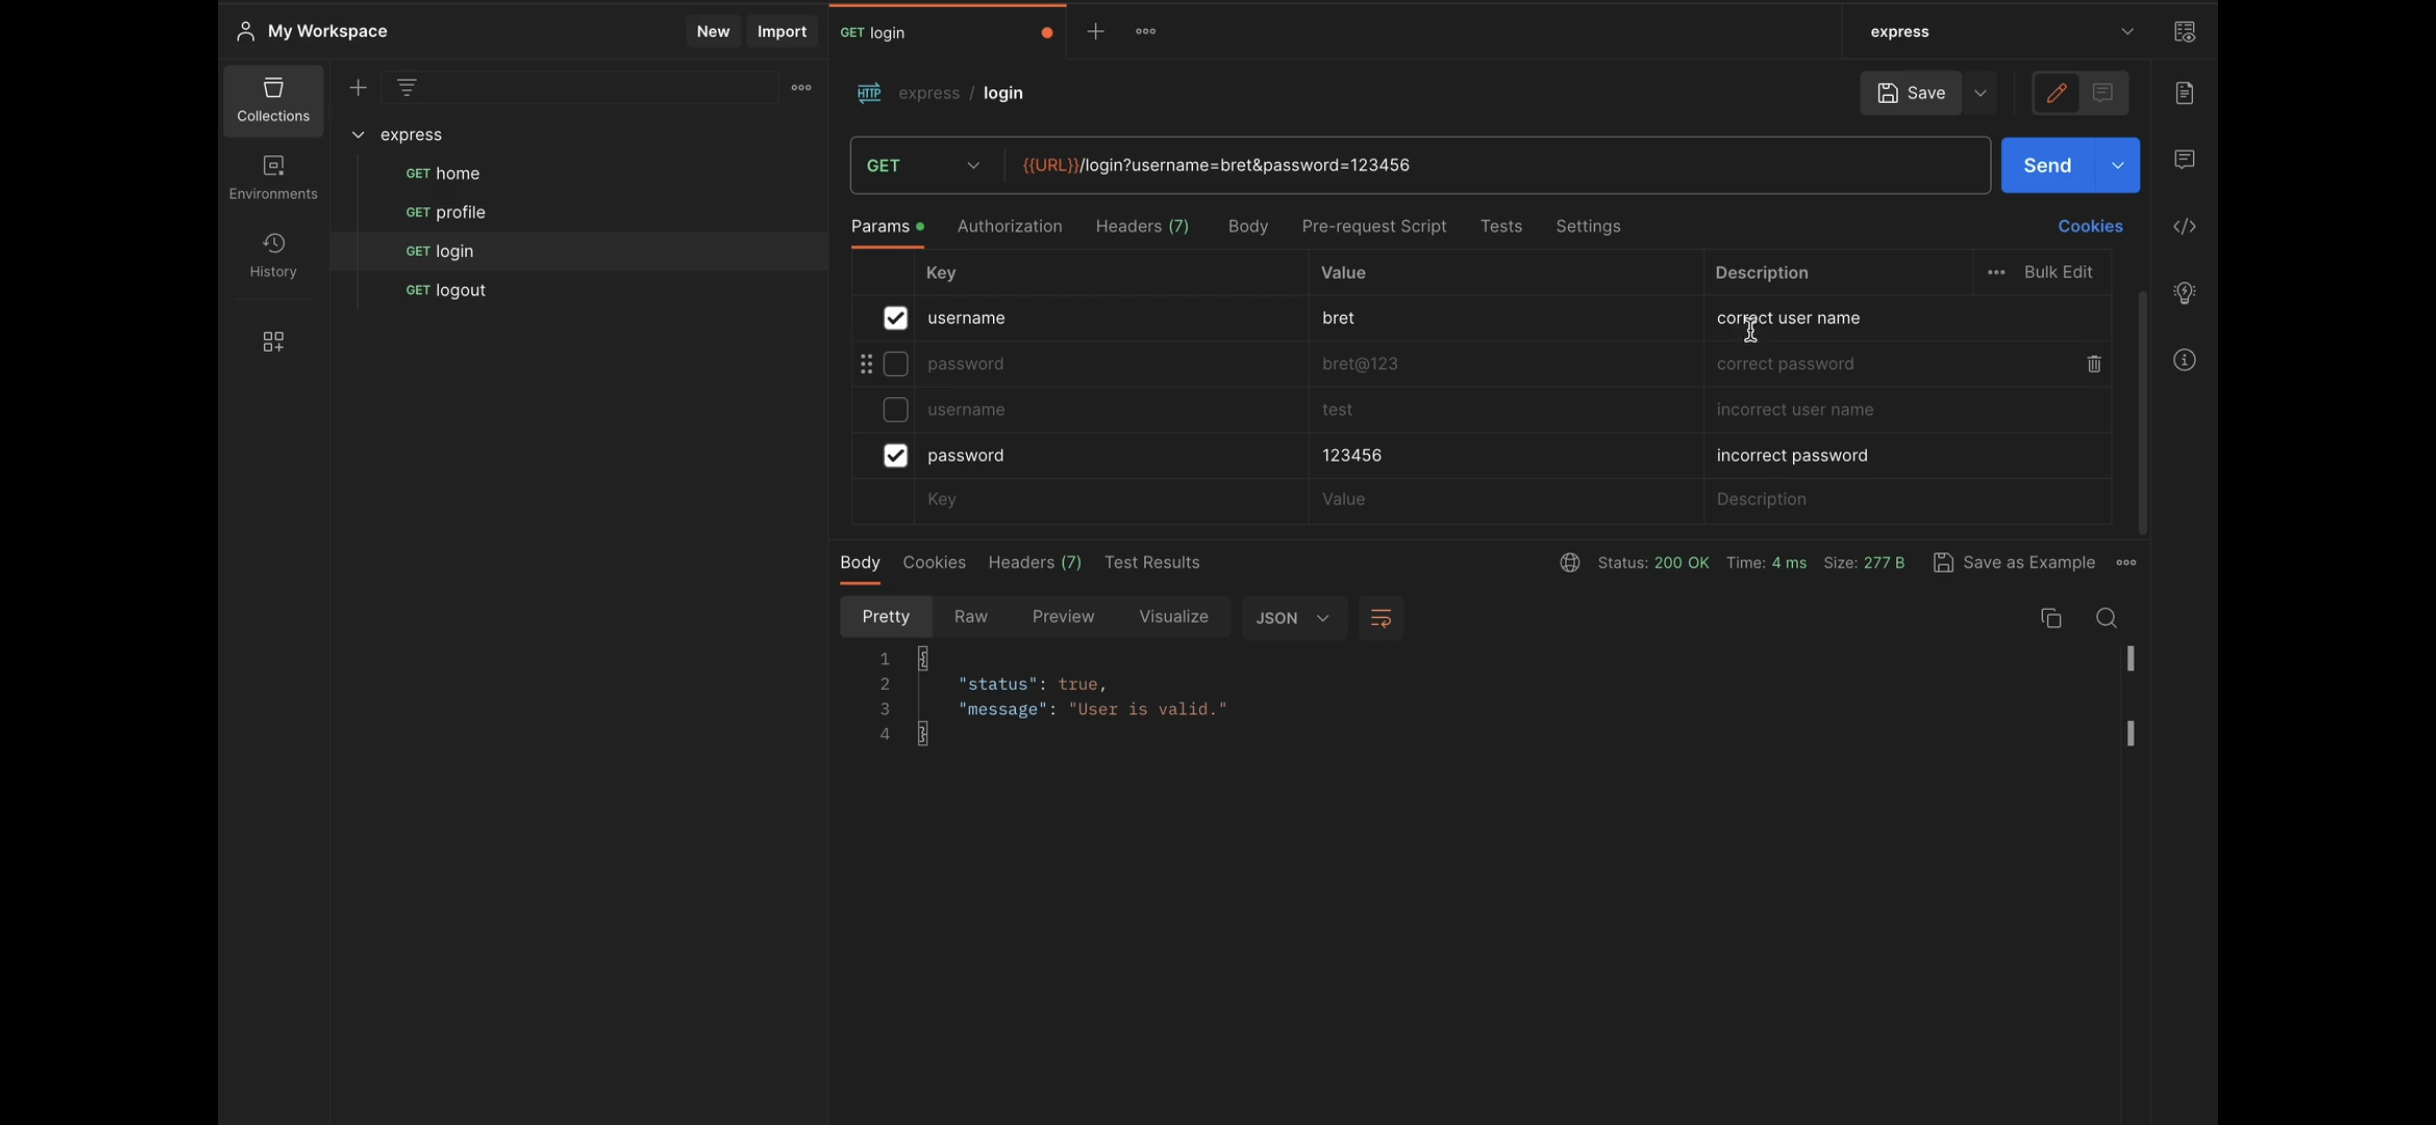 My Workspace
New
Import
GET login
express
Collections
Environments
History
express
GET home
GET profile
GET login
GET logout
HTTP express / login
Save
GET
{{URL}}/login?username=bret&password=123456
Send
Params
Authorization
Headers (7)
Body
Pre-request Script
Tests
Settings
Cookies
Key Value Description Bulk Edit
username bret correct user name
password bret@123 correct password
username test incorrect user name
password 123456 incorrect password
Key Value Description
Body Cookies Headers (7) Test Results
Status: 200 OK Time: 4 ms Size: 277 B Save as Example
Pretty Raw Preview Visualize JSON
1 {
2 "status": true,
3 "message": "User is valid."
4 }